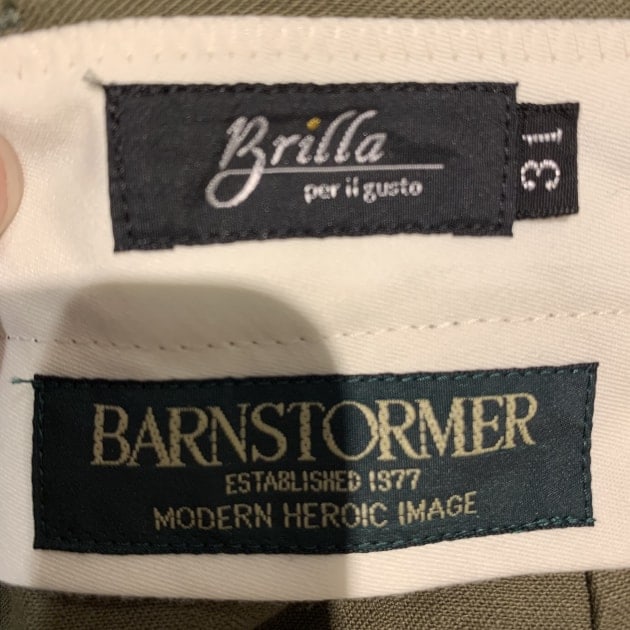 Brilla
per il gusto
31
BARNSTORMER
ESTABLISHED 1977
MODERN HEROIC IMAGE